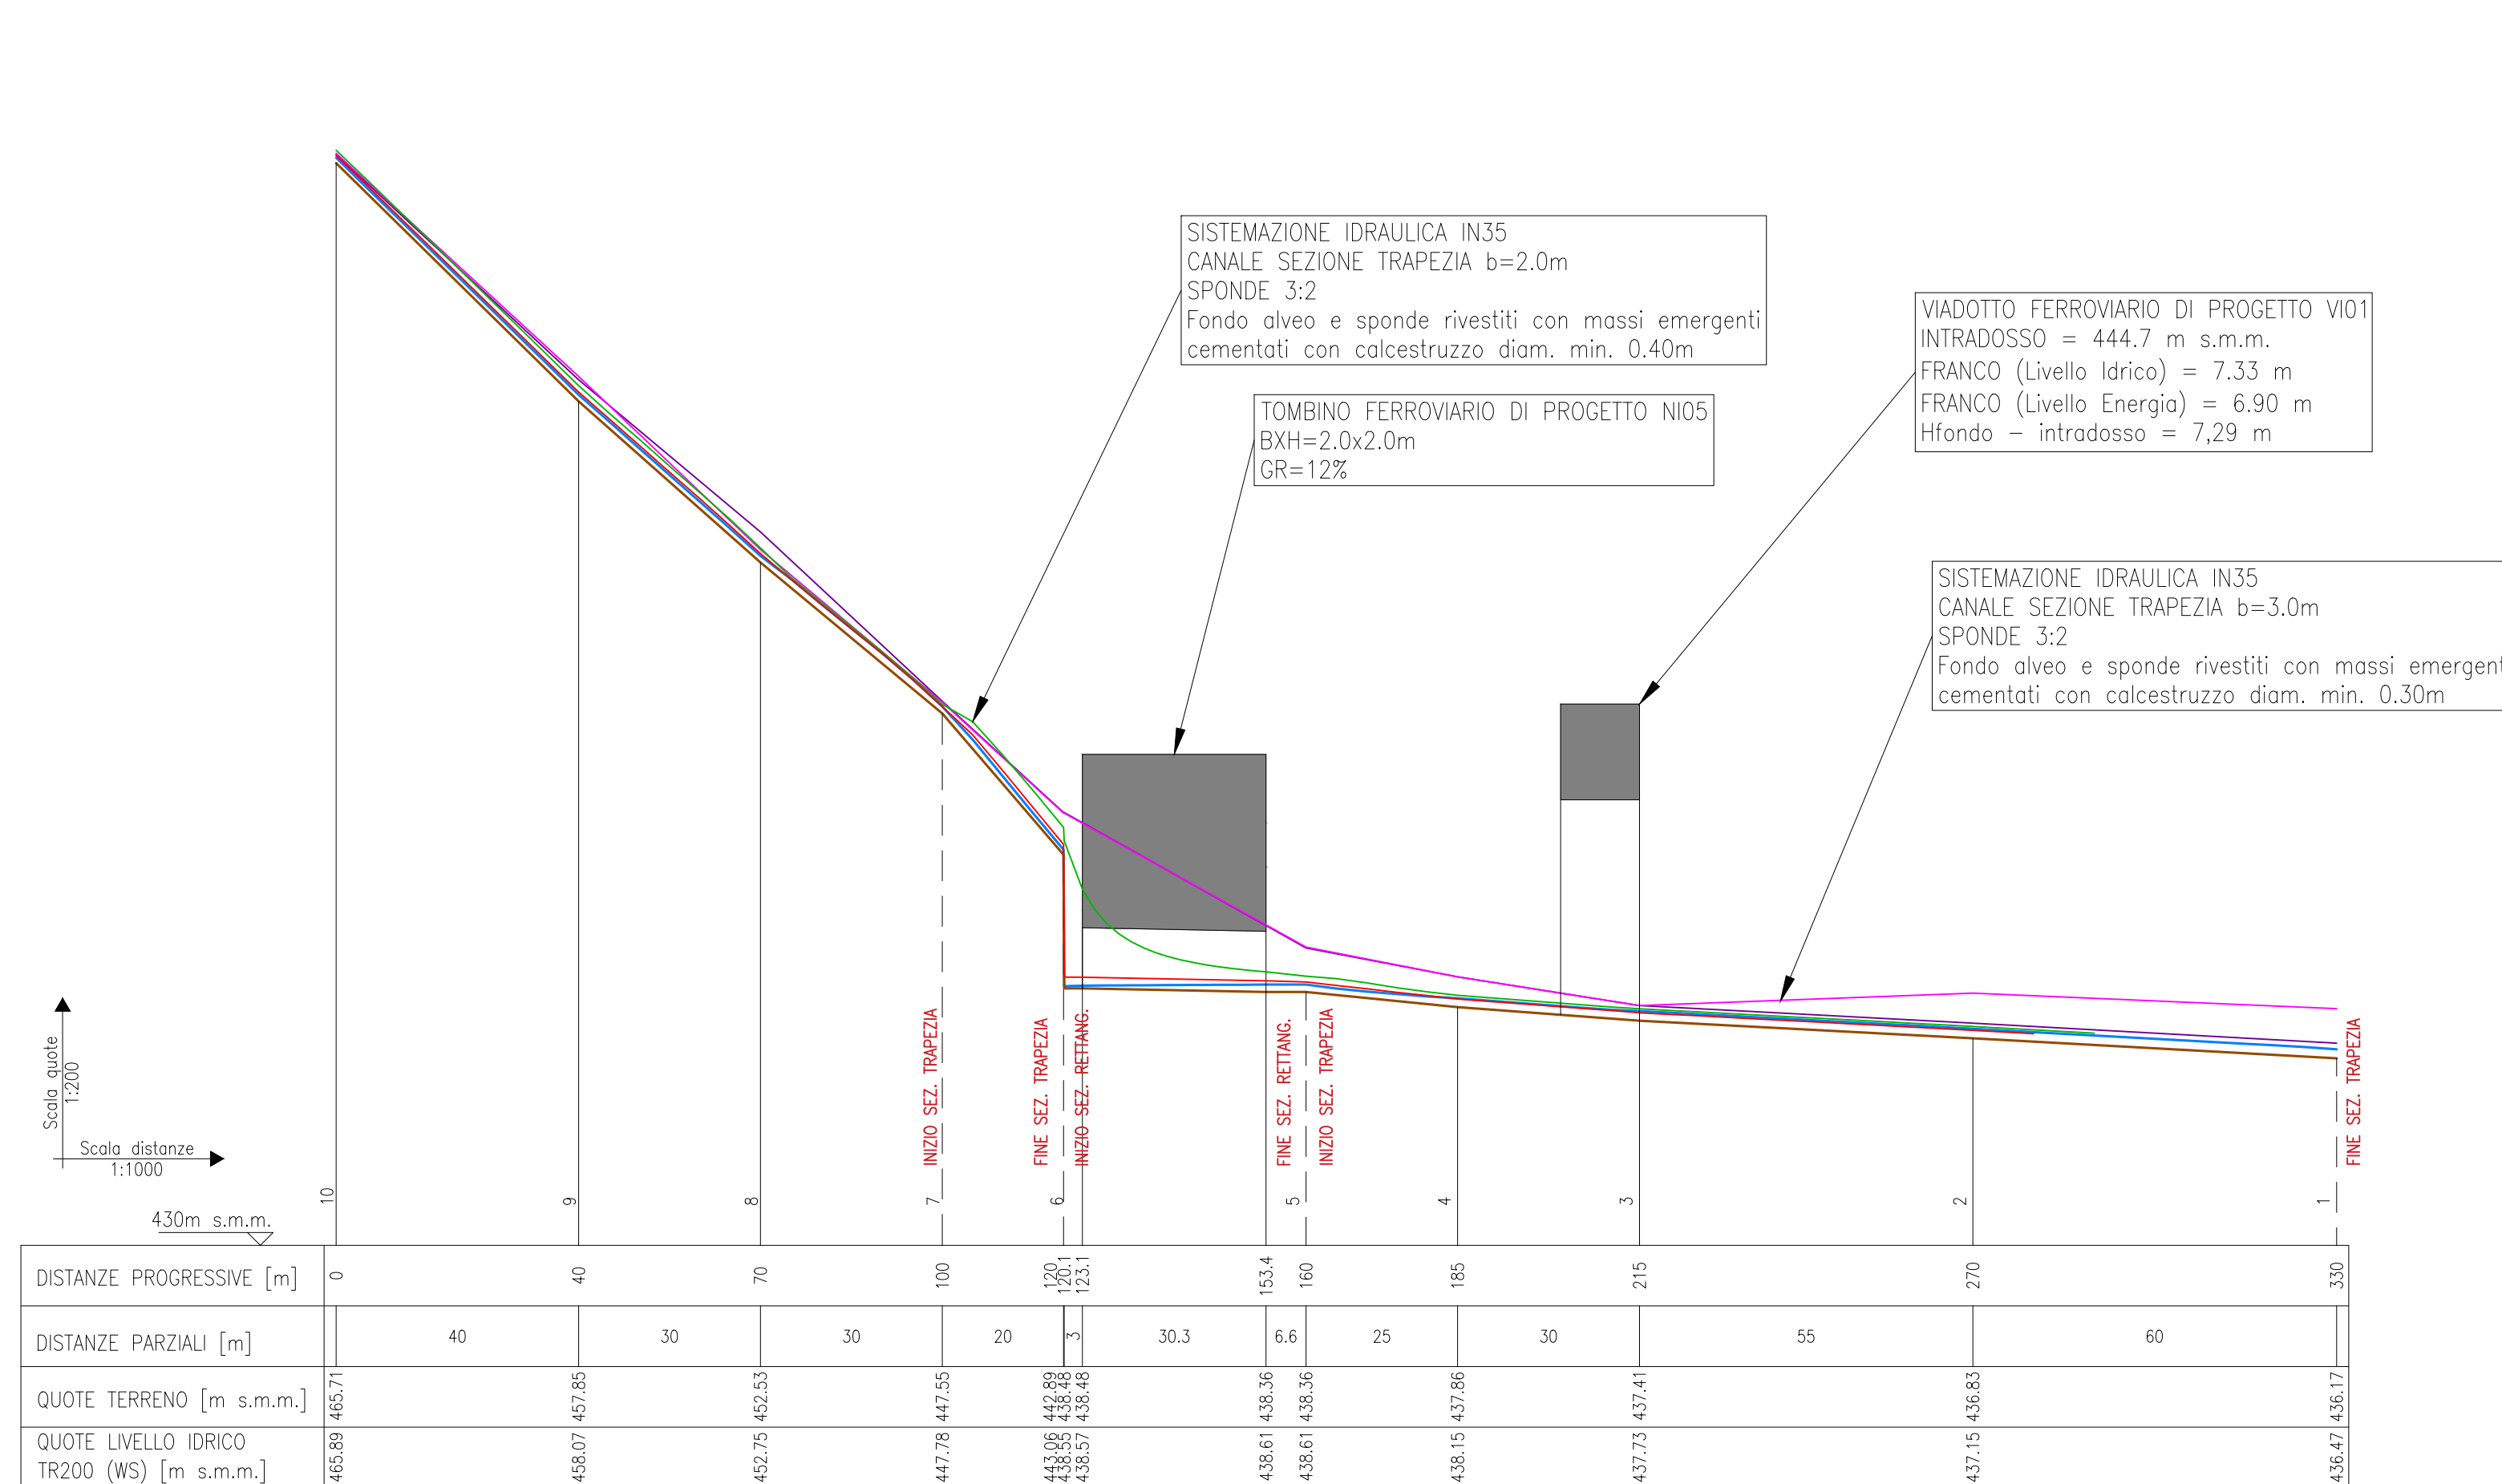 SISTEMAZIONE IDRAULICA IN35
CANALE SEZIONE TRAPEZIA b=2.0m
SPONDE 3:2
Fondo alveo e sponde rivestiti con massi emergenti
cementati con calcestruzzo diam. min. 0.40m
VIADOTTO FERROVIARIO DI PROGETTO VI01
INTRADOSSO = 444.7 m s.m.m.
FRANCO (Livello Idrico) = 7.33 m
FRANCO (Livello Energia) = 6.90 m
Hfondo - intradosso = 7,29 m
TOMBINO FERROVIARIO DI PROGETTO NI05
BXH=2.0x2.0m
GR=12%
SISTEMAZIONE IDRAULICA IN35
CANALE SEZIONE TRAPEZIA b=3.0m
SPONDE 3:2
Fondo alveo e sponde rivestiti con massi emergent
cementati con calcestruzzo diam. min. 0.30m
INIZIO SEZ. TRAPEZIA
FINE SEZ. TRAPEZIA
INIZIO SEZ. RETTANG.
FINE SEZ. RETTANG.
INIZIO SEZ. TRAPEZIA
FINE SEZ. TRAPEZIA
Scala quote
1:200
Scala distanze
1:1000
430m s.m.m.
10 9 8 7 6 5 4 3 2 1
DISTANZE PROGRESSIVE [m] 0 40 70 100 120 120.1 123.1 153.4 160 185 215 270 330
DISTANZE PARZIALI [m] 40 30 30 20 3 30.3 6.6 25 30 55 60
QUOTE TERRENO [m s.m.m.] 465.71 457.85 452.53 447.55 442.89 438.48 438.48 438.36 438.36 437.86 437.41 436.83 436.17
QUOTE LIVELLO IDRICO
TR200 (WS) [m s.m.m.] 465.89 458.07 452.75 447.78 443.06 438.55 438.57 438.61 438.61 438.15 437.73 437.15 436.47